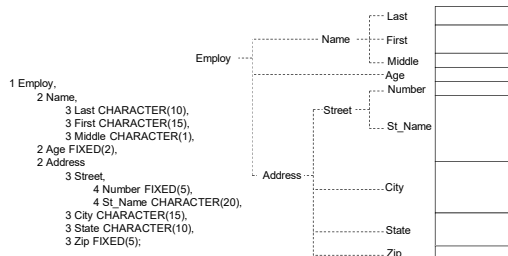 1 Employ,
2 Name,
3 Last CHARACTER(10),
3 First CHARACTER(15),
3 Middle CHARACTER(1),
2 Age FIXED(2),
2 Address
3 Street,
4 Number FIXED(5),
4 St_Name CHARACTER(20),
3 City CHARACTER(15),
3 State CHARACTER(10),
3 Zip FIXED(5);
Employ
Name
Last
First
Middle
Age
Address
Street
Number
St_Name
City
State
Zip